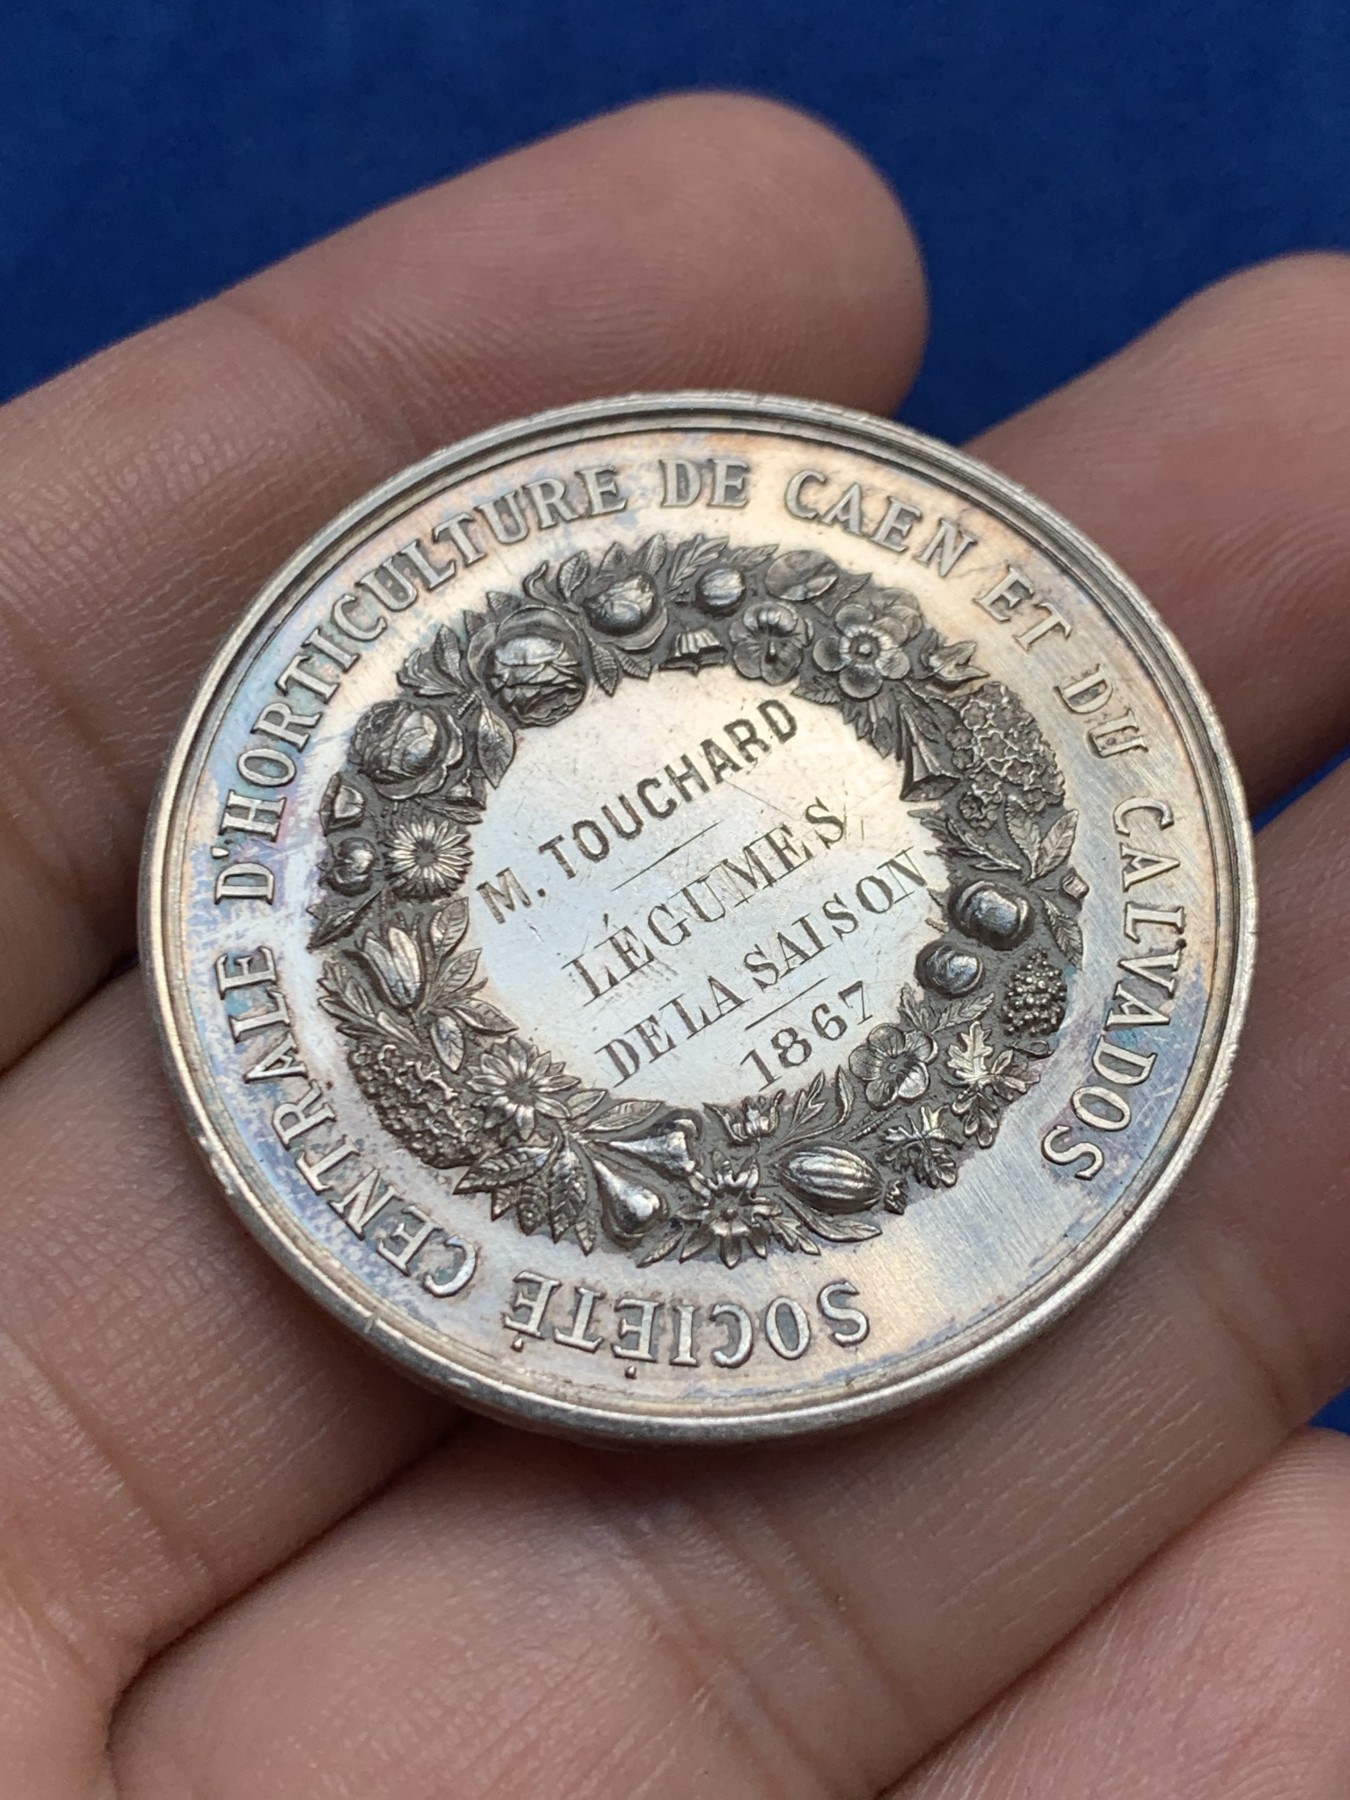 SOCIÉTÉ CENTRALE D'HORTICULTURE DE CAEN ET DU CALVADOS
M. TOUCHARD
LÉGUMES
DE LA SAISON
1867